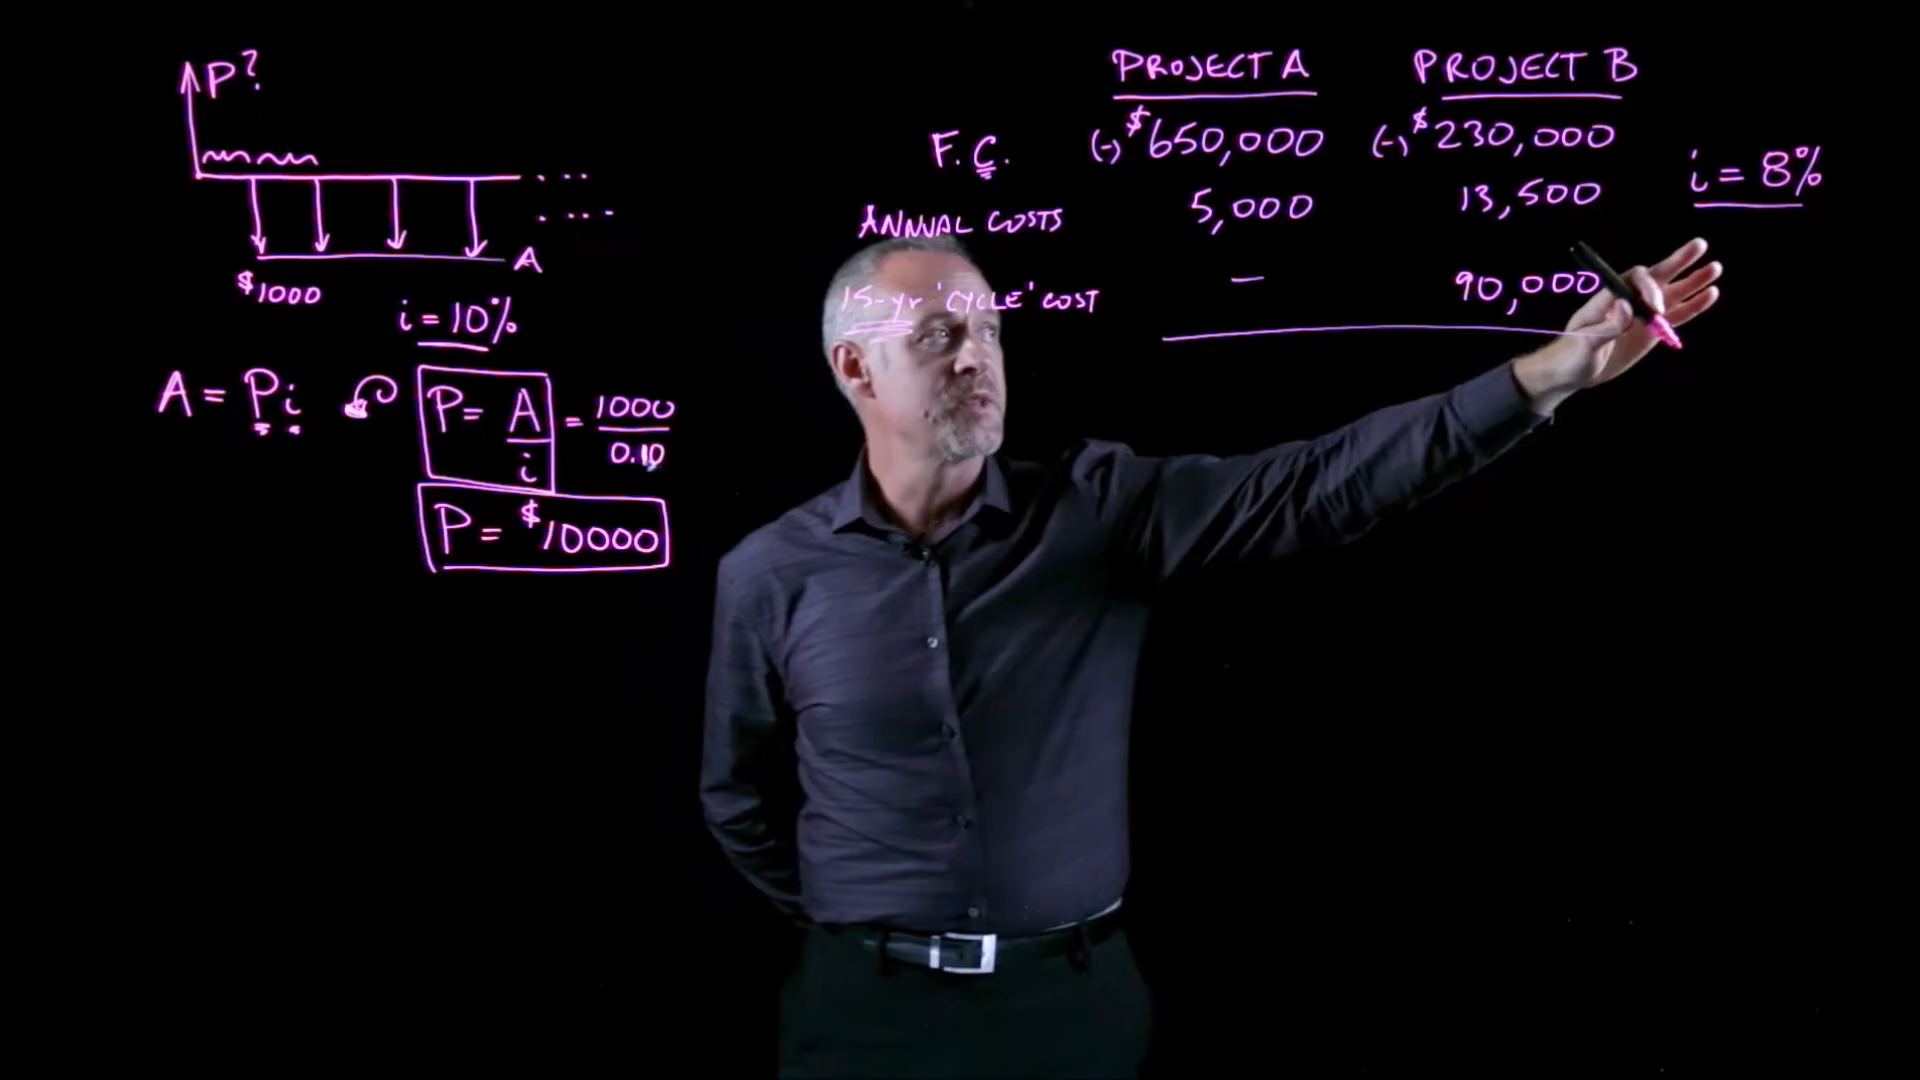 P?
A
$1000
i = 10%
A = Pi
P = A/i = 1000/0.10
P = $10000
PROJECT A PROJECT B
F.C. (-) $650,000 (-) $230,000
i = 8%
ANNUAL COSTS 5,000 13,500
15-yr 'CYCLE' COST — 90,000